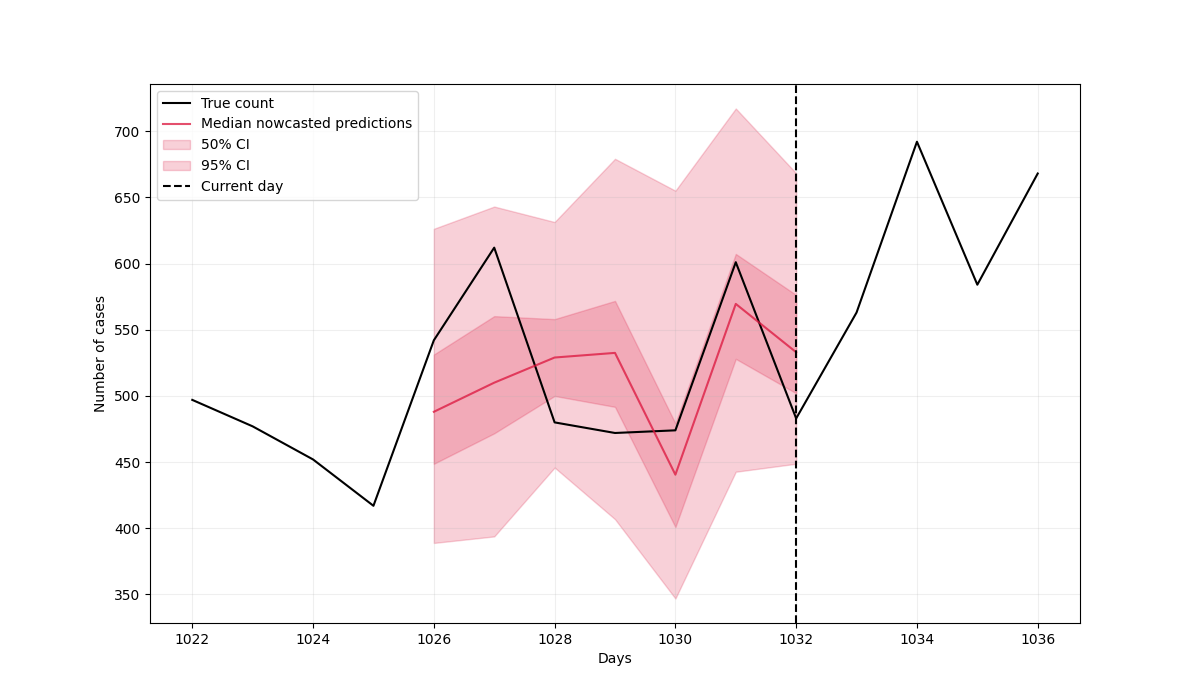 True count
Median nowcasted predictions
50% CI
95% CI
Current day
Number of cases
700
650
600
550
500
450
400
350
1022 1024 1026 1028 1030 1032 1034 1036
Days